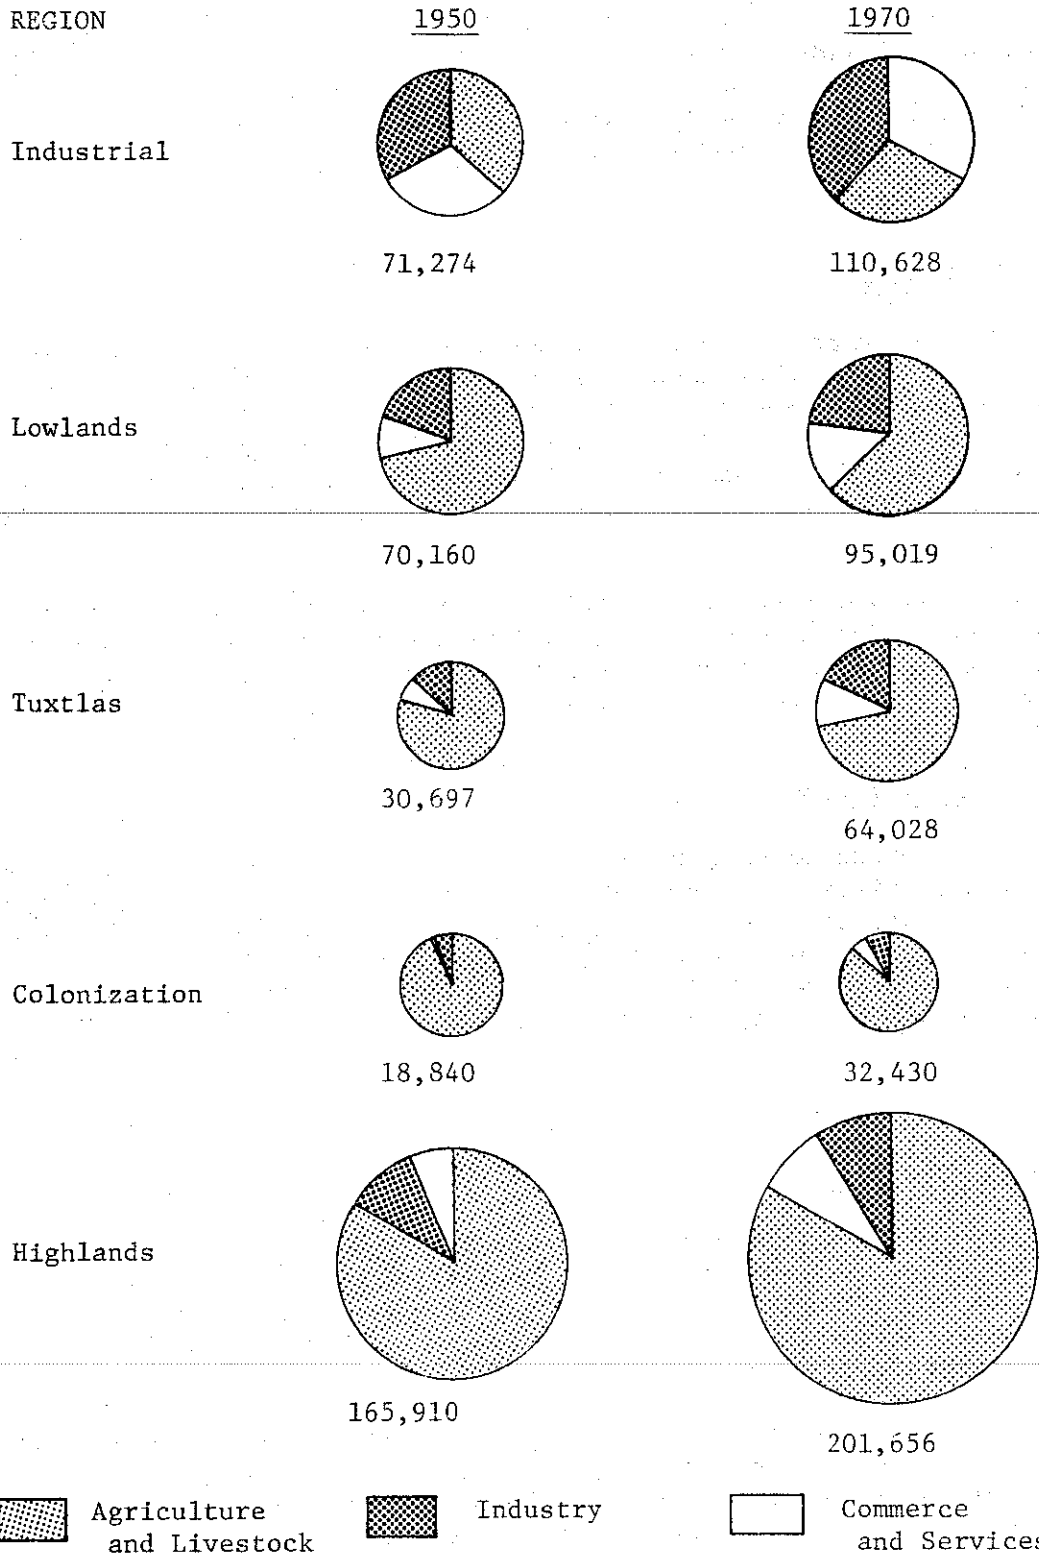 REGION 1950 1970
Industrial
71,274 110,628
Lowlands
70,160 95,019
Tuxtlas
30,697
64,028
Colonization
18,840 32,430
Highlands
165,910
201,656
Agriculture Industry Commerce
and Livestock and Services